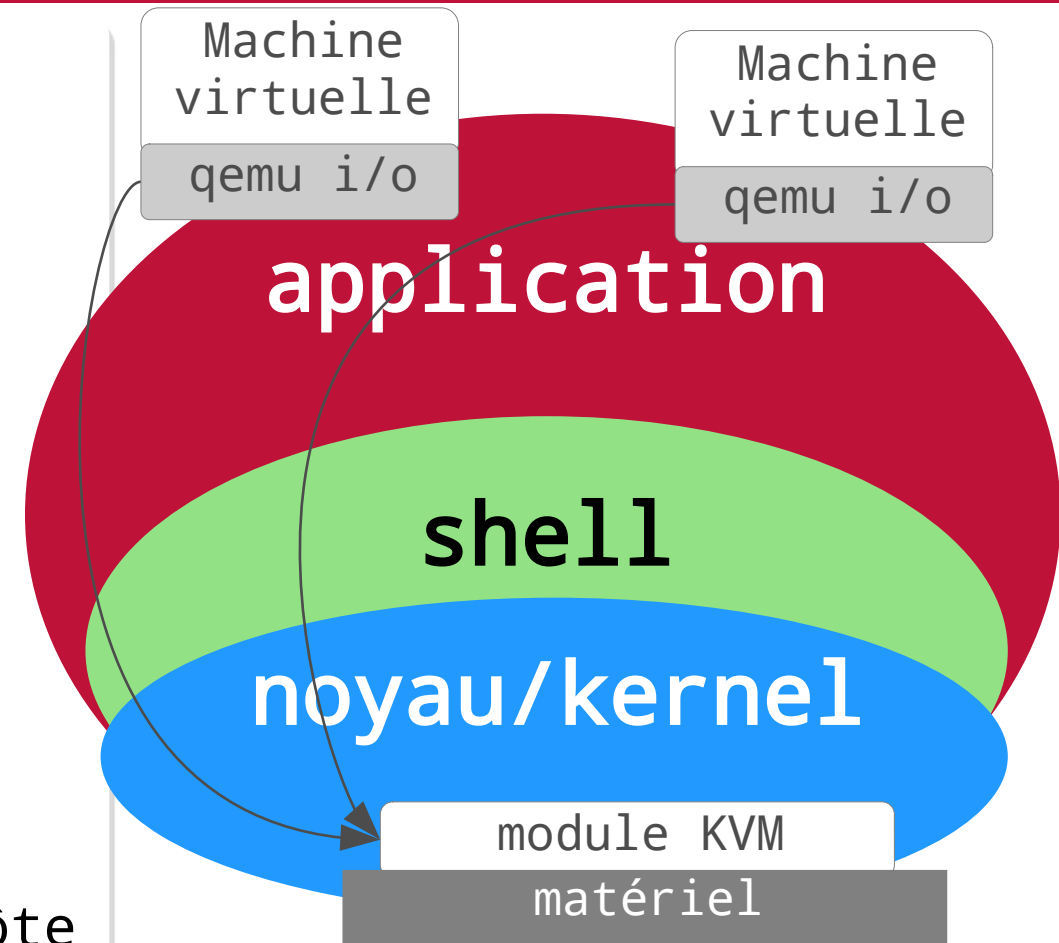 Machine
virtuelle
qemu i/o
Machine
virtuelle
qemu i/o
application
shell
noyau/kernel
module KVM
matériel